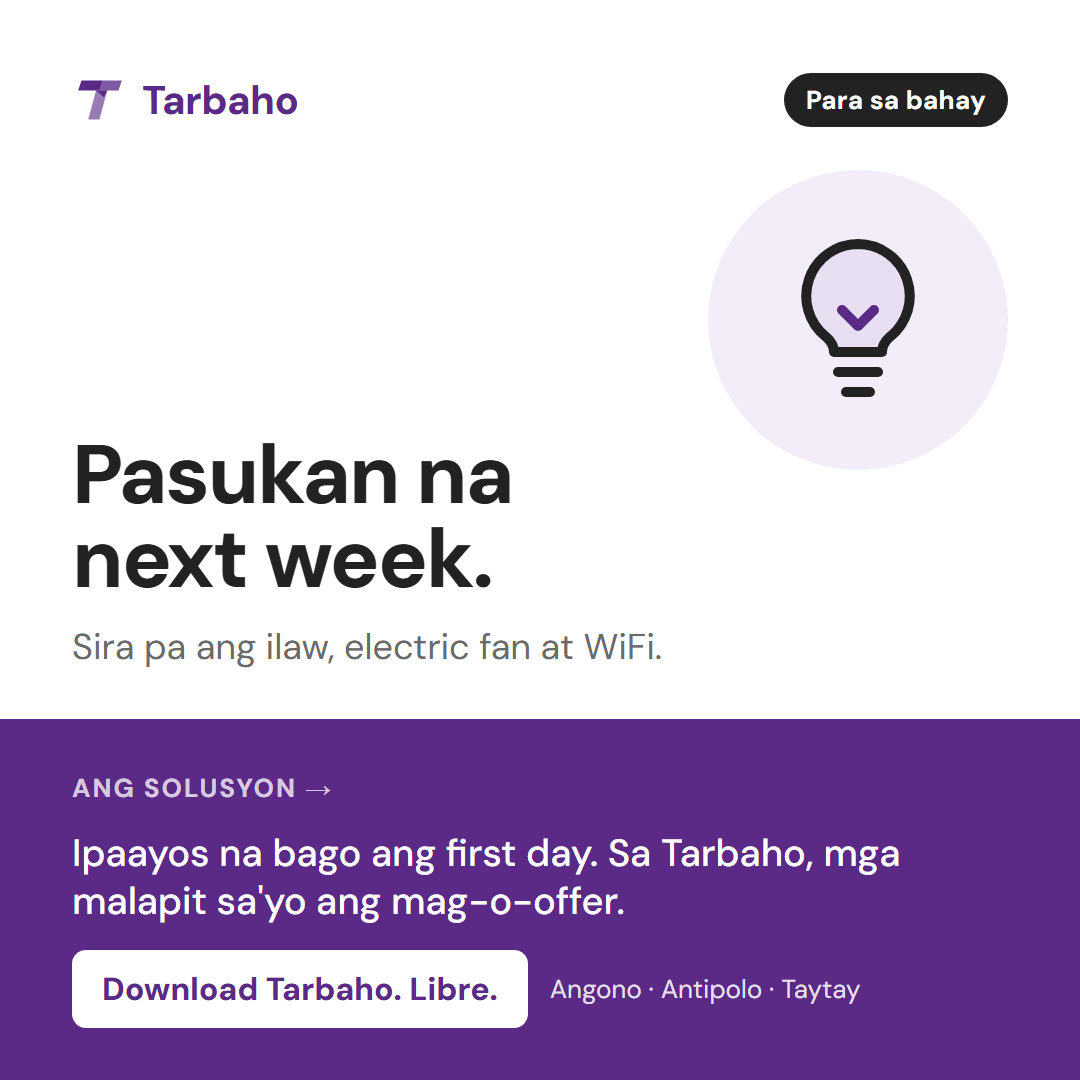 Tarbaho
Para sa bahay
Pasukan na
next week.
Sira pa ang ilaw, electric fan at WiFi.
ANG SOLUSYON →
Ipaayos na bago ang first day. Sa Tarbaho, mga
malapit sa'yo ang mag-o-offer.
Download Tarbaho. Libre.
Angono · Antipolo · Taytay